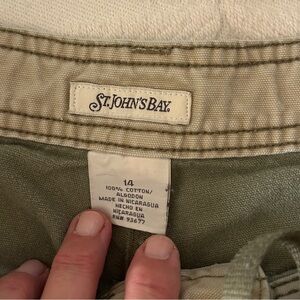 ST. JOHN'S BAY.
14
100% COTTON/
ALGODON
MADE IN NICARAGUA
HECHO EN
NICARAGUA
RN# 93677